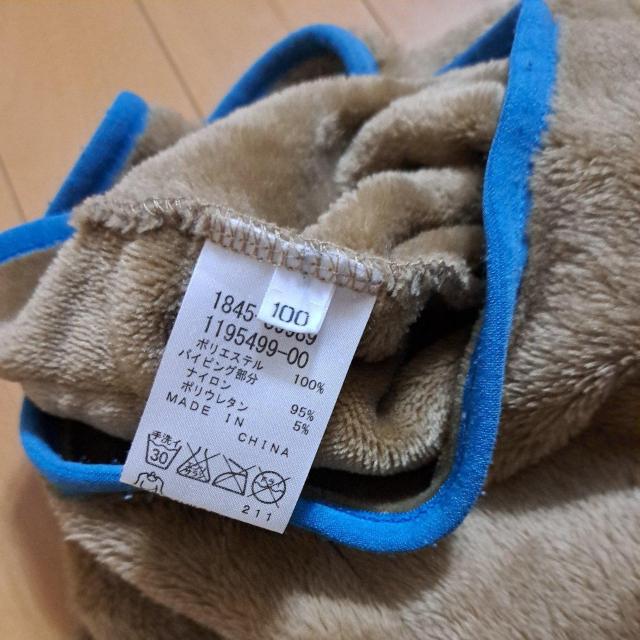 100
1195499-00
ポリエステル 100%
パイピング部分
ナイロン 95%
ポリウレタン 5%
MADE IN
CHINA
手洗イ
30
211